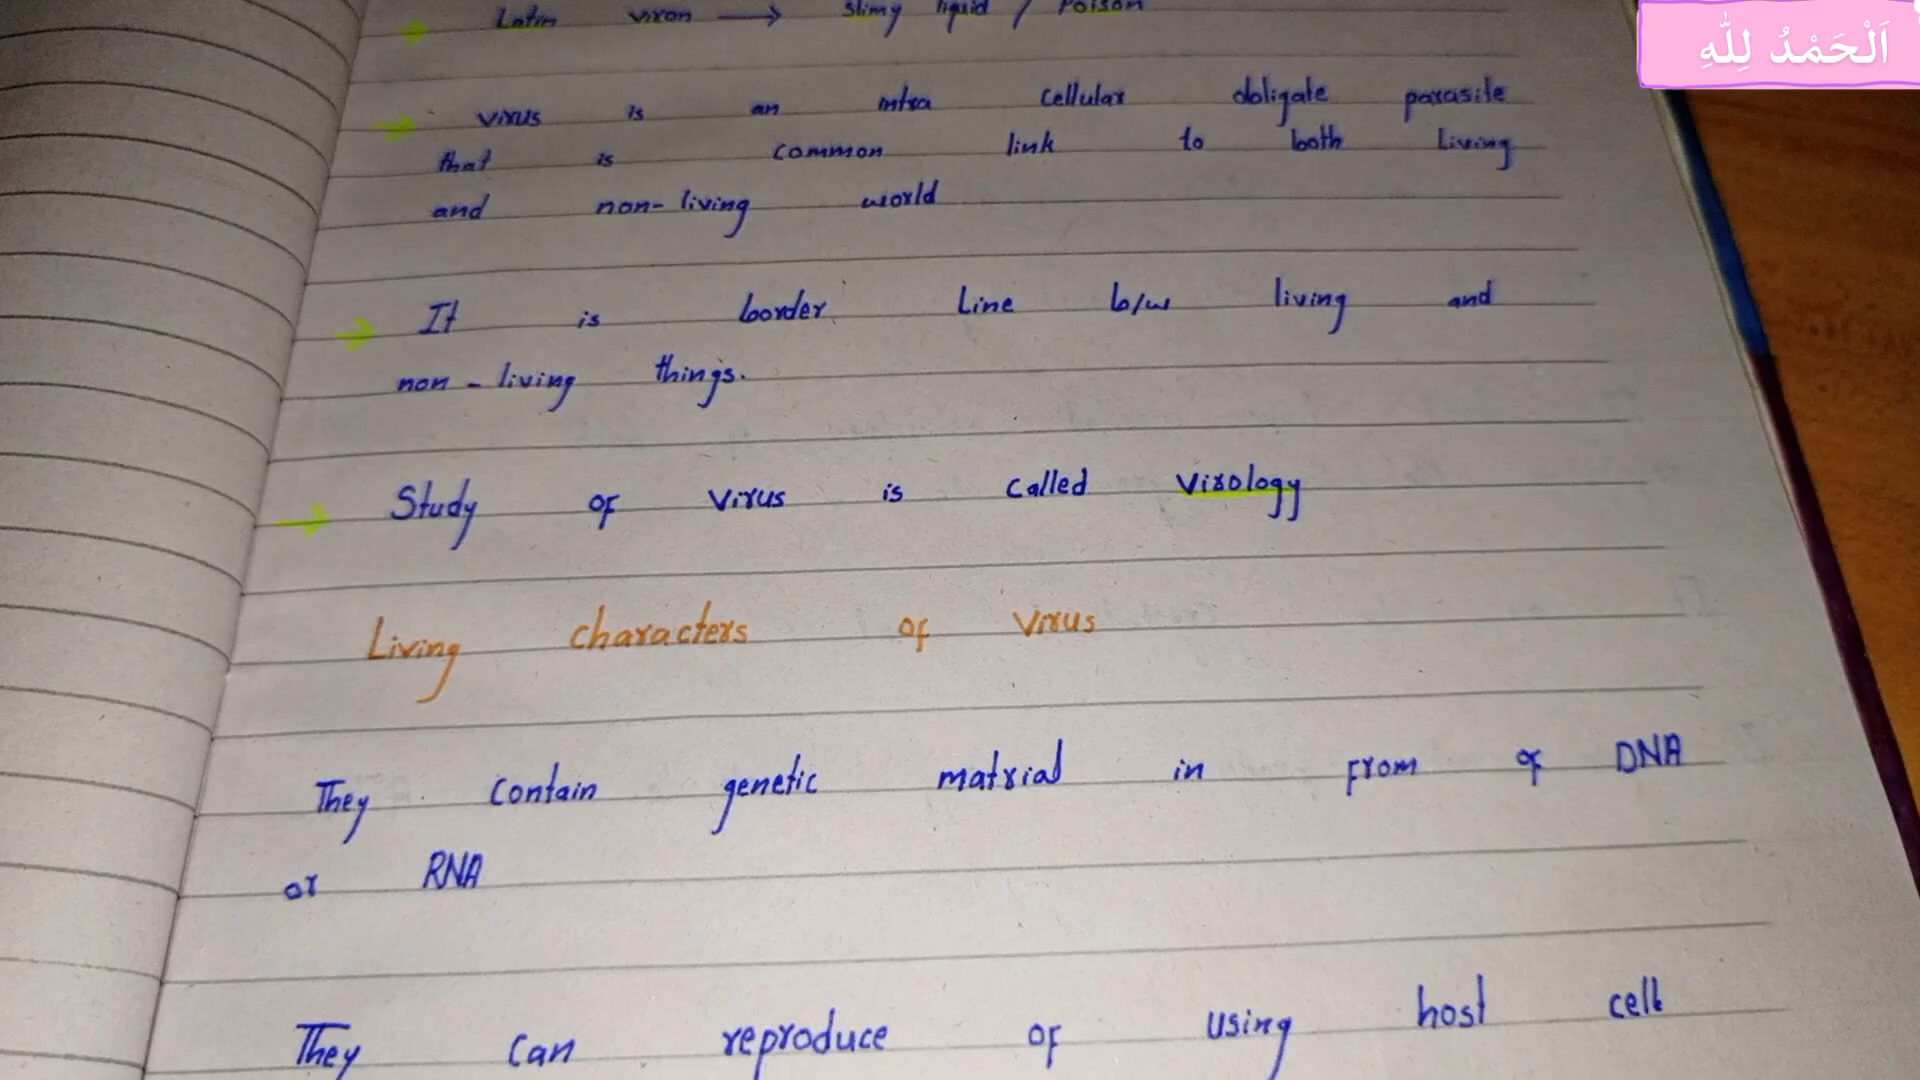 Latin viron → slimy liquid / Poison
اَلْحَمْدُ لِلّٰهِ
virus is an intra cellular obligate parasite
that is common link to both Living
and non-living world
It is border Line b/w living and
non-living things.
Study of virus is called virology
Living characters of virus
They contain genetic matrial in from of DNA
or RNA
They can reproduce of using host cell